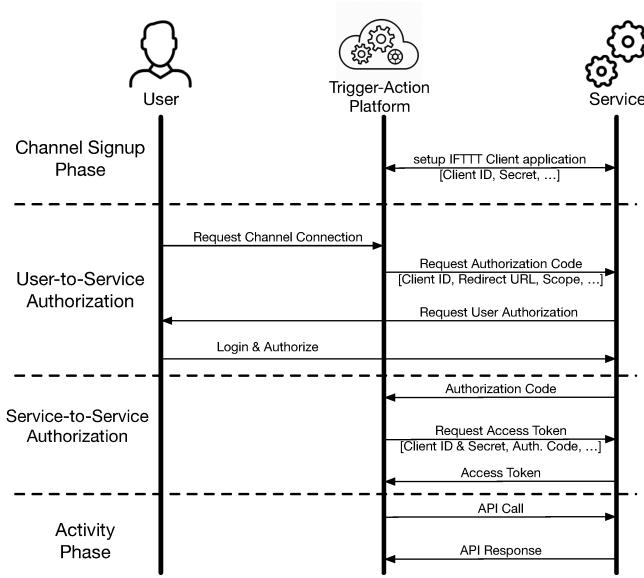 User
Trigger-Action
Platform
Service
Channel Signup
Phase
setup IFTTT Client application
[Client ID, Secret, ...]
Request Channel Connection
User-to-Service
Authorization
Request Authorization Code
[Client ID, Redirect URL, Scope, ...]
Request User Authorization
Login & Authorize
Service-to-Service
Authorization
Authorization Code
Request Access Token
[Client ID & Secret, Auth. Code, ...]
Access Token
Activity
Phase
API Call
API Response